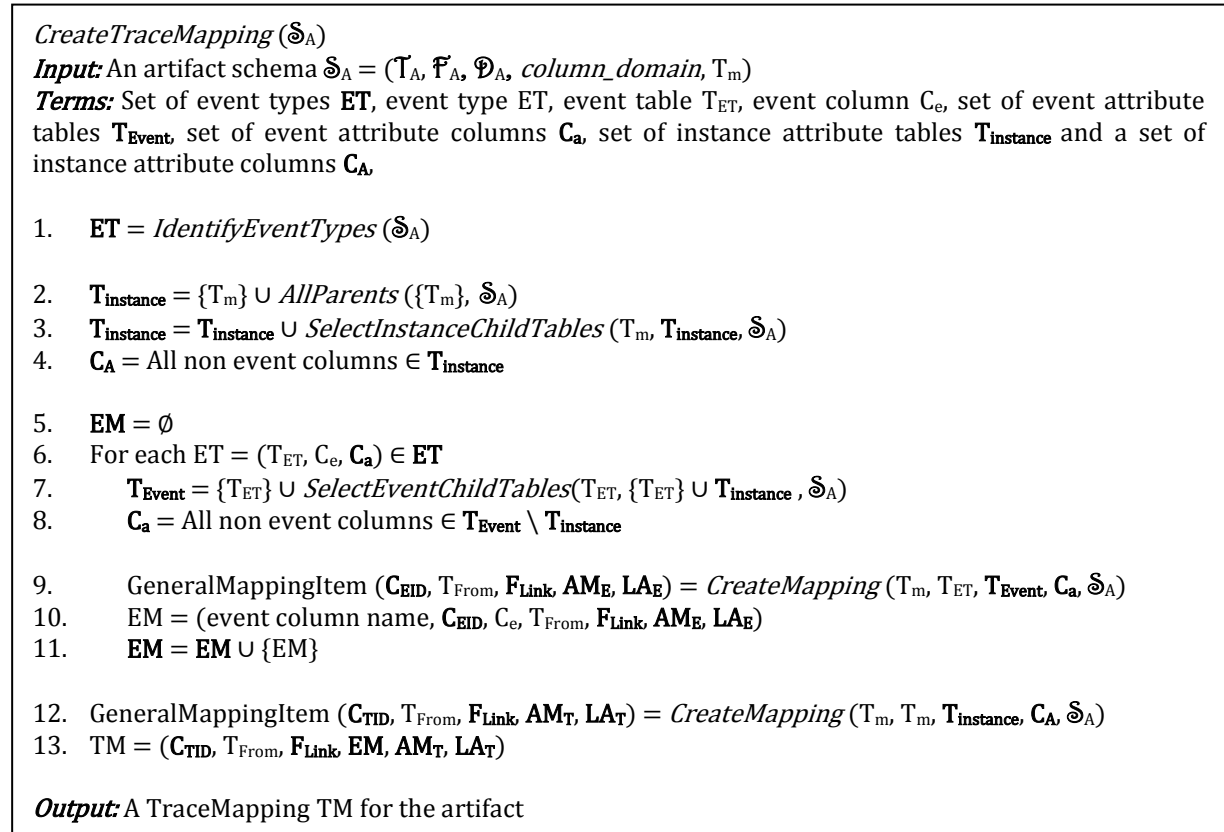 CreateTraceMapping (𝕊A)
Input: An artifact schema 𝕊A = (𝕋A, 𝔽A, 𝔻A, column_domain, Tm)
Terms: Set of event types ET, event type ET, event table TET, event column Ce, set of event attribute
tables TEvent, set of event attribute columns Ca, set of instance attribute tables Tinstance and a set of
instance attribute columns CA,
1. ET = IdentifyEventTypes (𝕊A)
2. Tinstance = {Tm} ∪ AllParents ({Tm}, 𝕊A)
3. Tinstance = Tinstance ∪ SelectInstanceChildTables (Tm, Tinstance, 𝕊A)
4. CA = All non event columns ∈ Tinstance
5. EM = ∅
6. For each ET = (TET, Ce, Ca) ∈ ET
7. TEvent = {TET} ∪ SelectEventChildTables(TET, {TET} ∪ Tinstance , 𝕊A)
8. Ca = All non event columns ∈ TEvent \ Tinstance
9. GeneralMappingItem (CEID, TFrom, FLink, AME, LAE) = CreateMapping (Tm, TET, TEvent, Ca, 𝕊A)
10. EM = (event column name, CEID, Ce, TFrom, FLink, AME, LAE)
11. EM = EM ∪ {EM}
12. GeneralMappingItem (CTID, TFrom, FLink, AMT, LAT) = CreateMapping (Tm, Tm, Tinstance, CA, 𝕊A)
13. TM = (CTID, TFrom, FLink, EM, AMT, LAT)
Output: A TraceMapping TM for the artifact